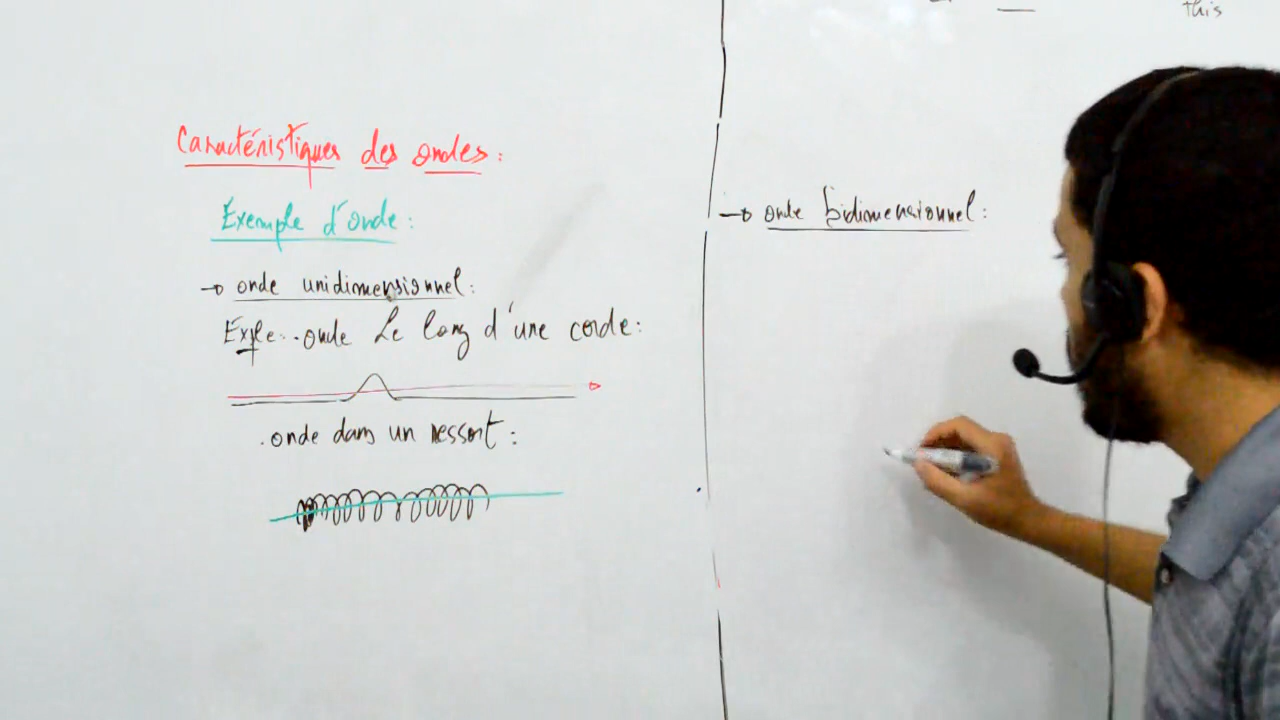 Caractéristiques des ondes:
Exemple d'onde:
→ onde unidimensionnel:
Exple: . onde Le long d'une corde:
. onde dans un ressort:
this
→ onde bidimensionnel: